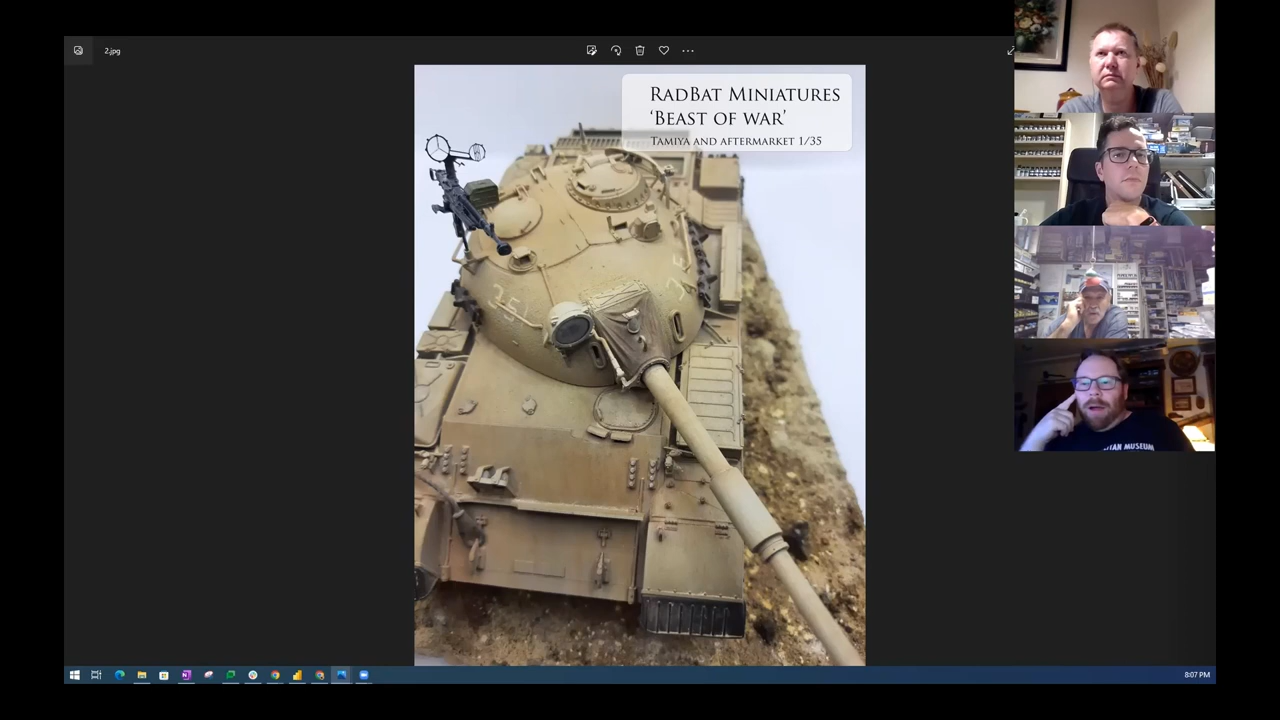 2.jpg
RADBAT MINIATURES
'BEAST OF WAR'
TAMIYA AND AFTERMARKET 1/35
8:07 PM